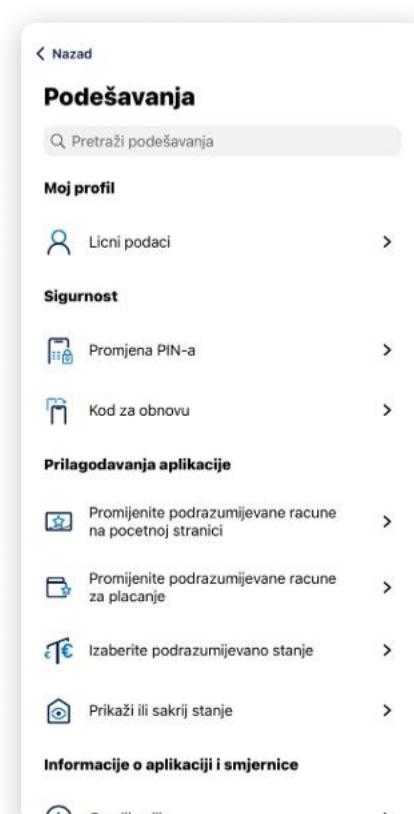 Nazad
Podešavanja
Pretraži podešavanja
Moj profil
Licni podaci
Sigurnost
Promjena PIN-a
Kod za obnovu
Prilagodavanja aplikacije
Promijenite podrazumijevane racune
na pocetnoj stranici
Promijenite podrazumijevane racune
za placanje
Izaberite podrazumijevano stanje
Prikaži ili sakrij stanje
Informacije o aplikaciji i smjernice